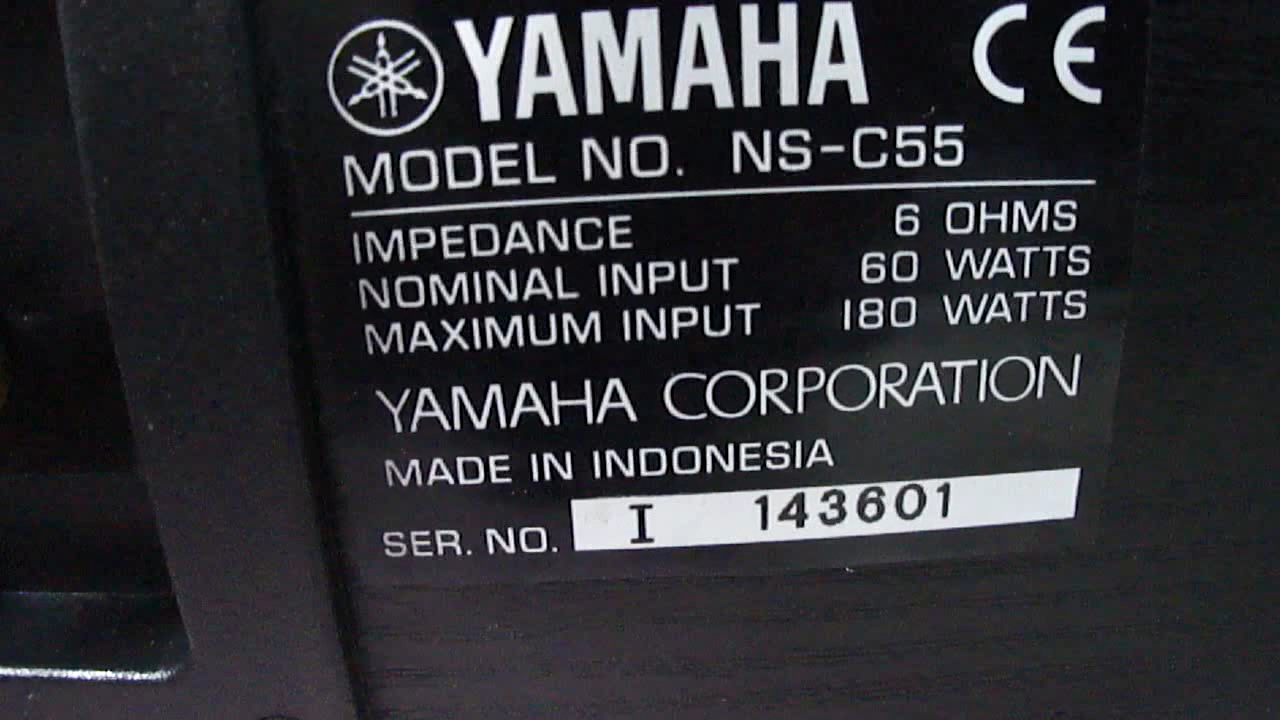 YAMAHA CE
MODEL NO. NS-C55
IMPEDANCE 6 OHMS
NOMINAL INPUT 60 WATTS
MAXIMUM INPUT 180 WATTS
YAMAHA CORPORATION
MADE IN INDONESIA
SER. NO. I 143601